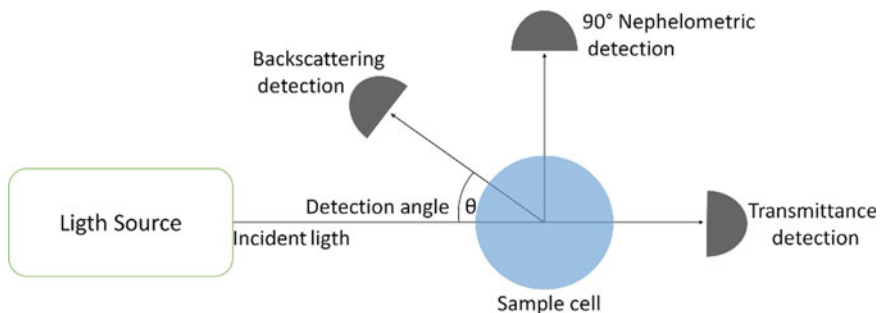 90° Nephelometric
detection
Backscattering
detection
Ligth Source
Detection angle
θ
Incident ligth
Transmittance
detection
Sample cell